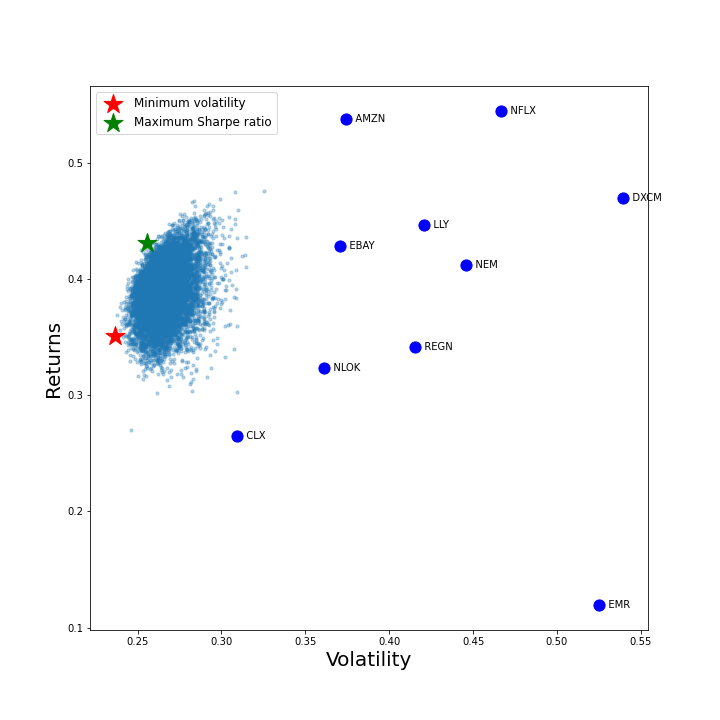 Minimum volatility
Maximum Sharpe ratio
AMZN
NFLX
DXCM
LLY
EBAY
NEM
REGN
NLOK
CLX
EMR
0.5
0.4
0.3
0.2
0.1
Returns
0.25
0.30
0.35
0.40
0.45
0.50
0.55
Volatility